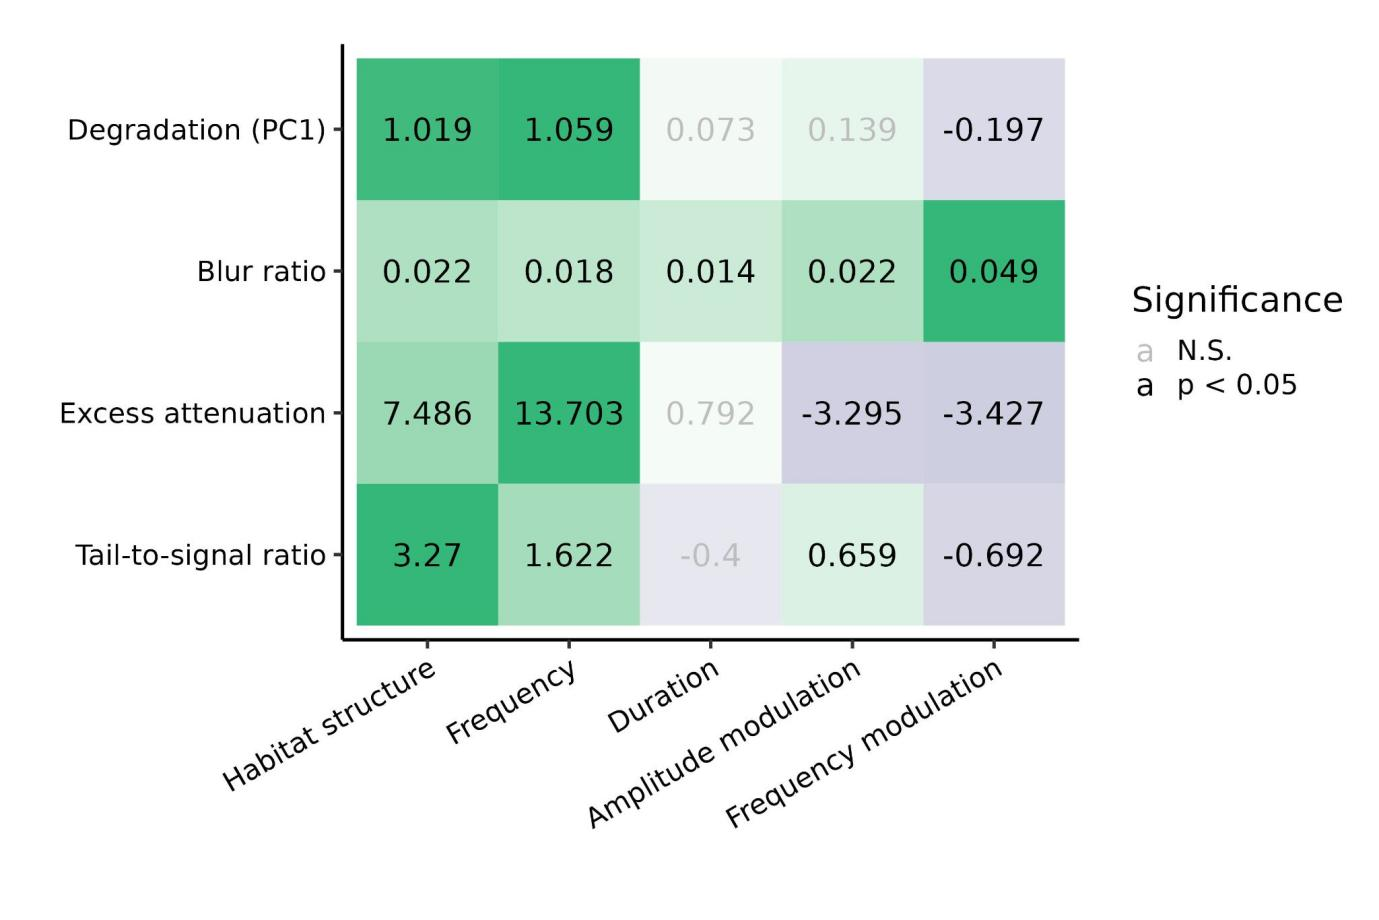 Degradation (PC1) 1.019 1.059 0.073 0.139 -0.197
Blur ratio 0.022 0.018 0.014 0.022 0.049
Excess attenuation 7.486 13.703 0.792 -3.295 -3.427
Tail-to-signal ratio 3.27 1.622 -0.4 0.659 -0.692
Habitat structure
Frequency
Duration
Amplitude modulation
Frequency modulation
Significance
a N.S.
a p < 0.05